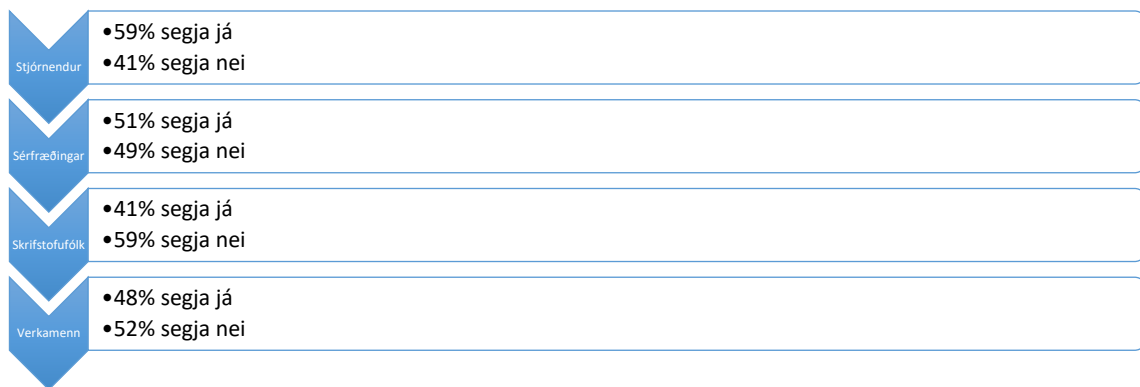 Stjórnendur
•59% segja já
•41% segja nei
Sérfræðingar
•51% segja já
•49% segja nei
Skrifstofufólk
•41% segja já
•59% segja nei
Verkamenn
•48% segja já
•52% segja nei